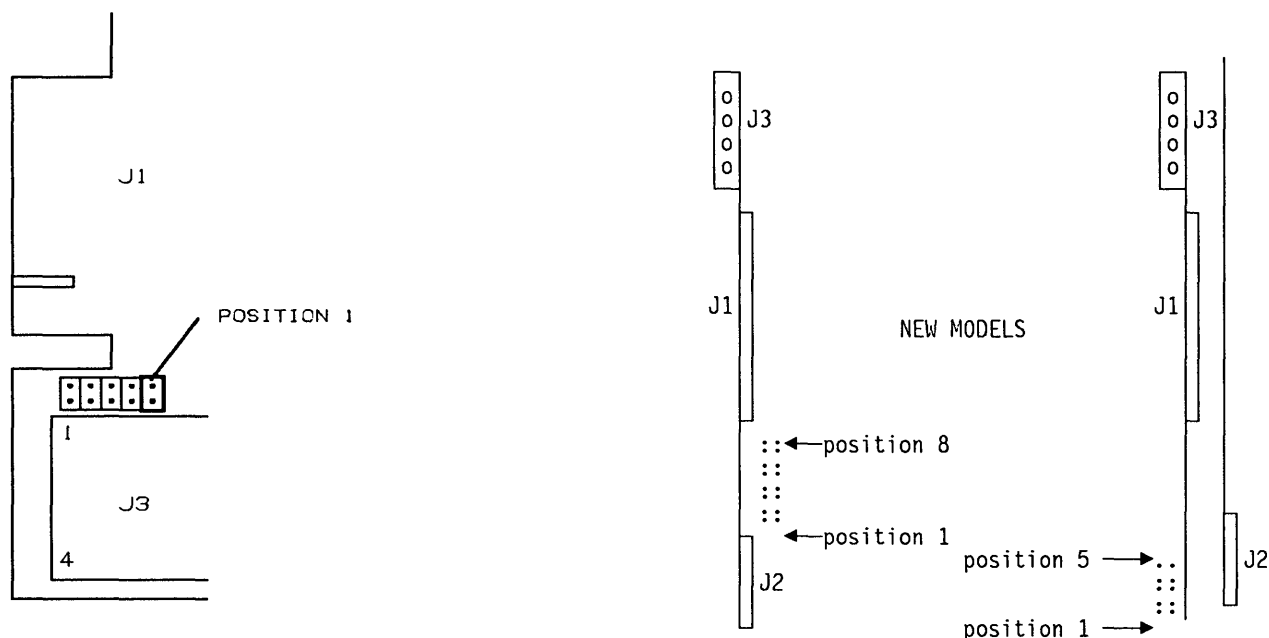 J1
POSITION 1
1
J3
4
J3
J1
NEW MODELS
position 8
position 1
J2
J3
J1
position 5
J2
position 1